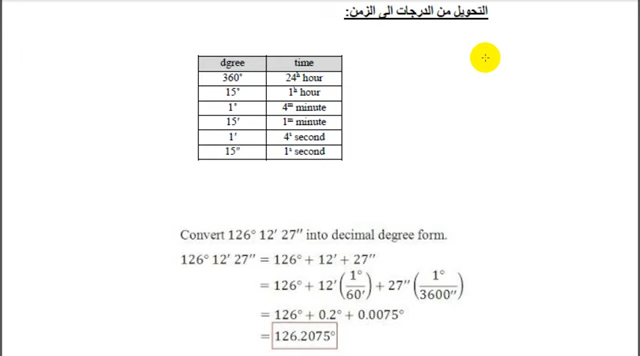 التحويل من الدرجات الى الزمن:
dgree time
360° 24ʰ hour
15° 1ʰ hour
1° 4ᵐ minute
15′ 1ᵐ minute
1′ 4ˢ second
15″ 1ˢ second
Convert 126° 12′ 27″ into decimal degree form.
126° 12′ 27″ = 126° + 12′ + 27″
= 126° + 12′(1°/60′) + 27″(1°/3600″)
= 126° + 0.2° + 0.0075°
= 126.2075°